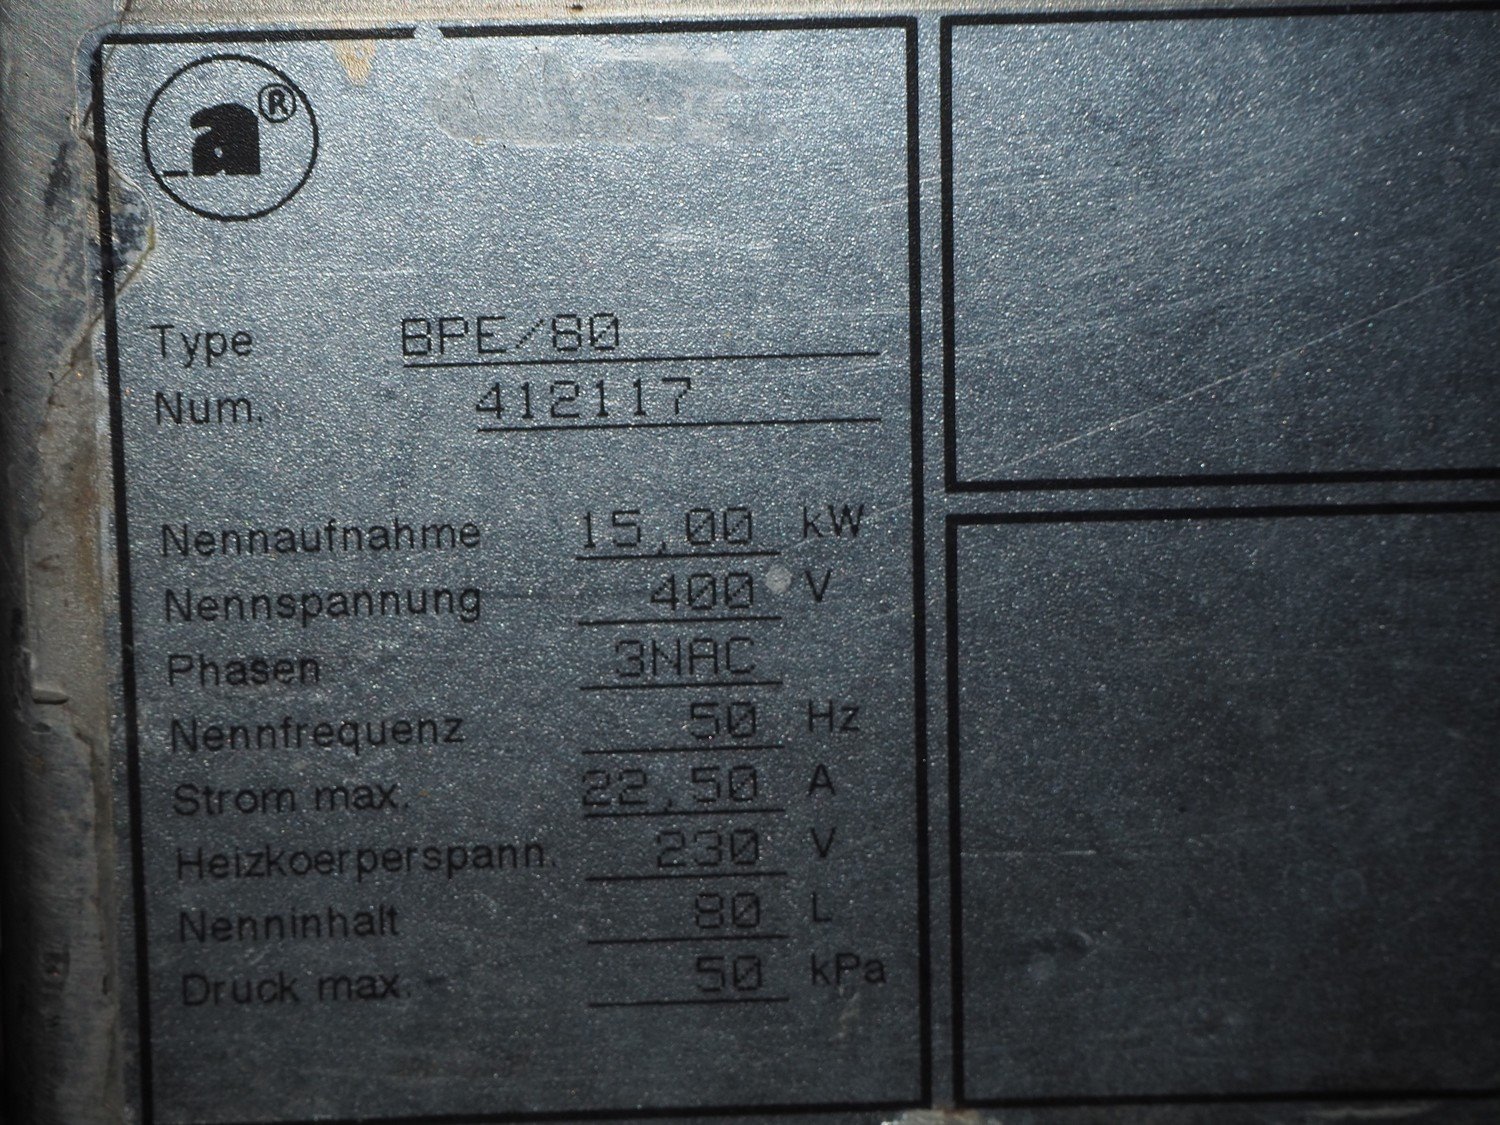 a®
Type BPE/80
Num. 412117
Nennaufnahme 15,00 kW
Nennspannung 400 V
Phasen 3NAC
Nennfrequenz 50 Hz
Strom max. 22,50 A
Heizkoerperspann. 230 V
Nenninhalt 80 L
Druck max. 50 kPa